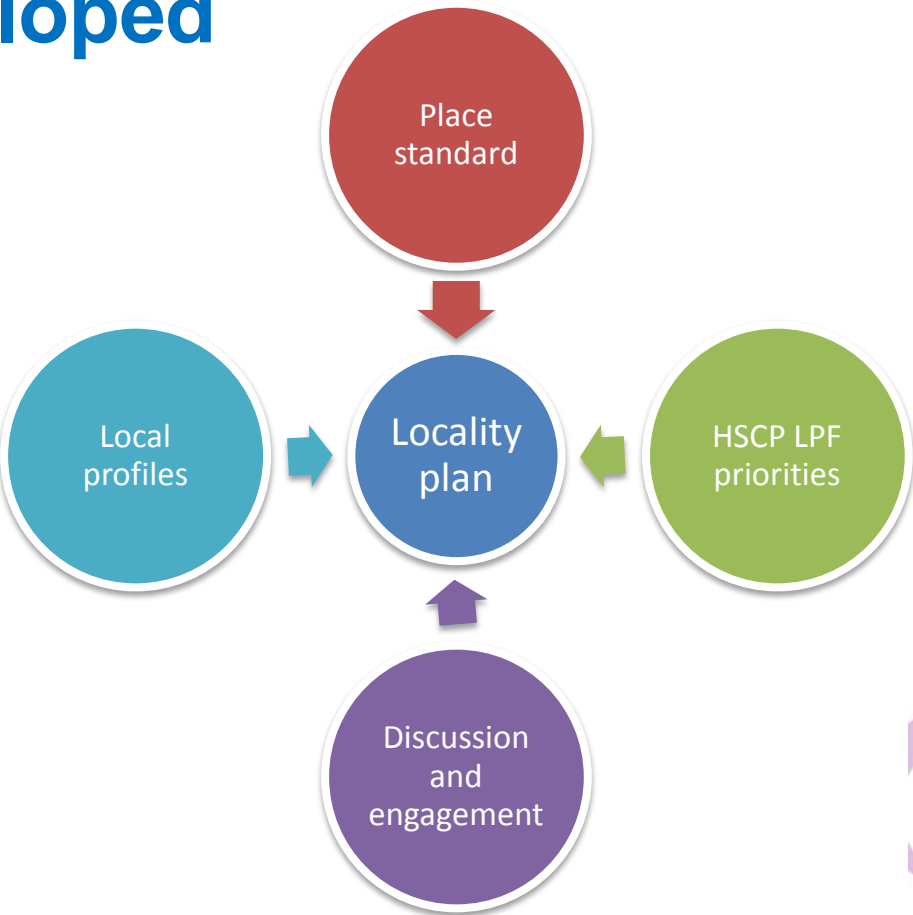 loped
Place
standard
Local
profiles
Locality
plan
HSCP LPF
priorities
Discussion
and
engagement